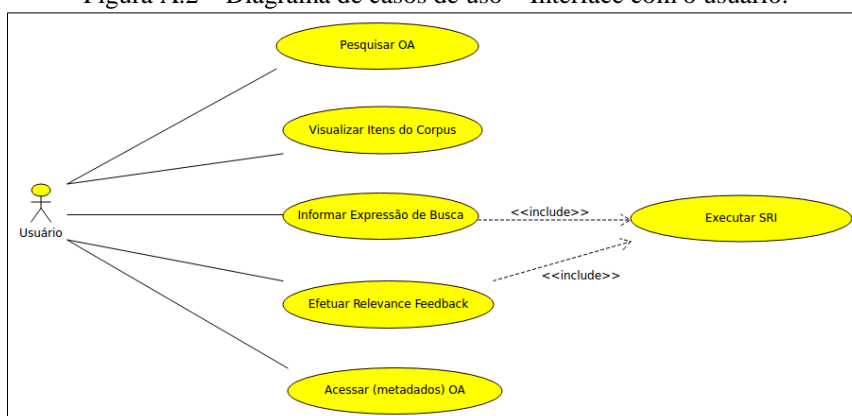 Figura A.2 – Diagrama de casos de uso – Interface com o usuário.
Pesquisar OA
Visualizar Itens do Corpus
Informar Expressão de Busca
<<include>>
Executar SRI
Usuário
<<include>>
Efetuar Relevance Feedback
Acessar (metadados) OA